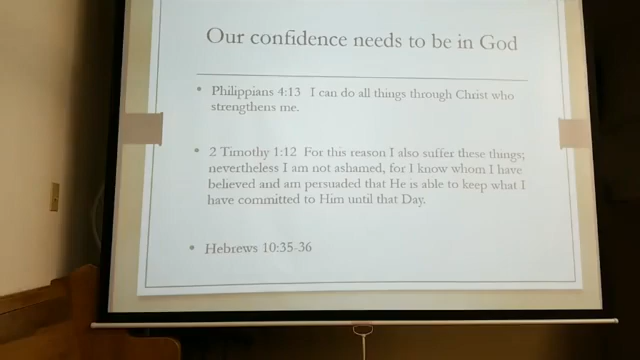 Our confidence needs to be in God
• Philippians 4:13 I can do all things through Christ who
strengthens me.
• 2 Timothy 1:12 For this reason I also suffer these things;
nevertheless I am not ashamed, for I know whom I have
believed and am persuaded that He is able to keep what I
have committed to Him until that Day.
• Hebrews 10:35-36